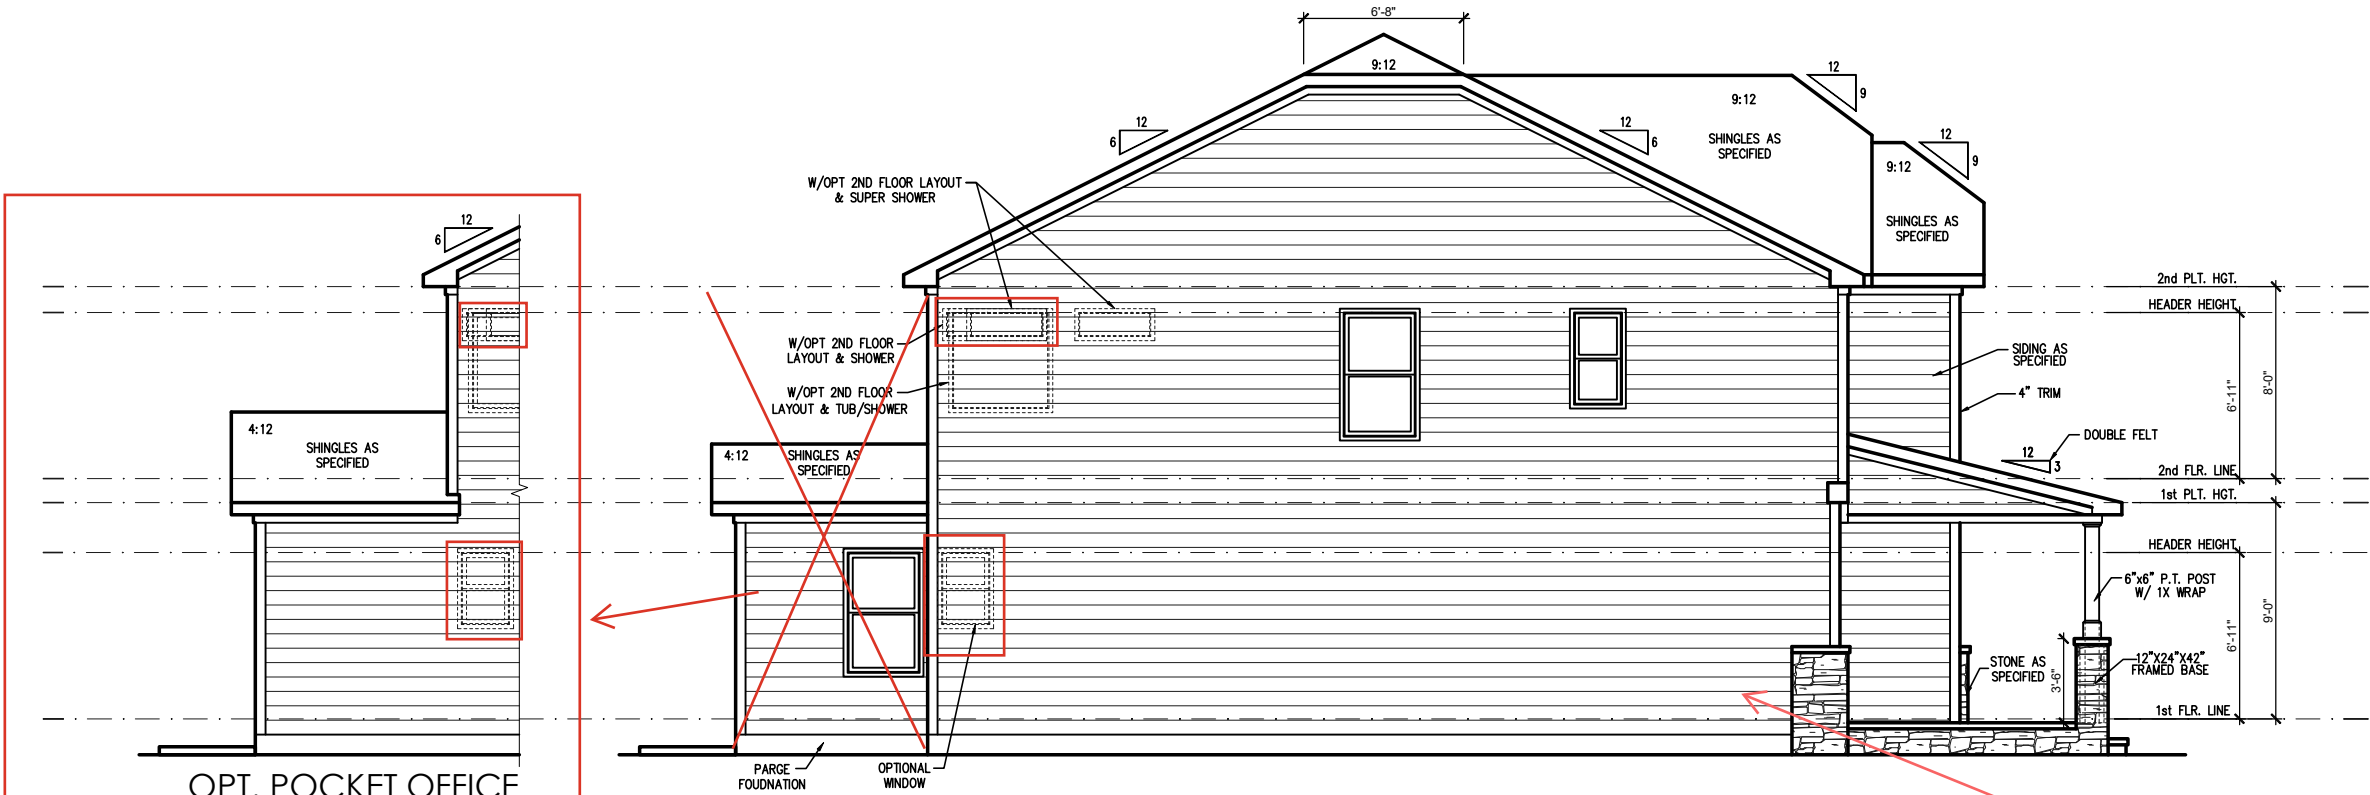 6'-8"
9:12
12
9
9:12
12
6
12
6
SHINGLES AS
SPECIFIED
12
9
9:12
SHINGLES AS
SPECIFIED
W/OPT 2ND FLOOR LAYOUT
& SUPER SHOWER
12
6
2nd PLT. HGT.
HEADER HEIGHT
W/OPT 2ND FLOOR
LAYOUT & SHOWER
SIDING AS
SPECIFIED
W/OPT 2ND FLOOR
LAYOUT & TUB/SHOWER
4" TRIM
6'-11"
8'-0"
4:12
SHINGLES AS
SPECIFIED
4:12
SHINGLES AS
SPECIFIED
DOUBLE FELT
12
3
2nd FLR. LINE
1st PLT. HGT.
HEADER HEIGHT
6"x6" P.T. POST
W/ 1X WRAP
6'-11"
9'-0"
STONE AS
SPECIFIED
3'-6"
12"X24"X42"
FRAMED BASE
1st FLR. LINE
PARGE
FOUDNATION
OPTIONAL
WINDOW
OPT. POCKET OFFICE